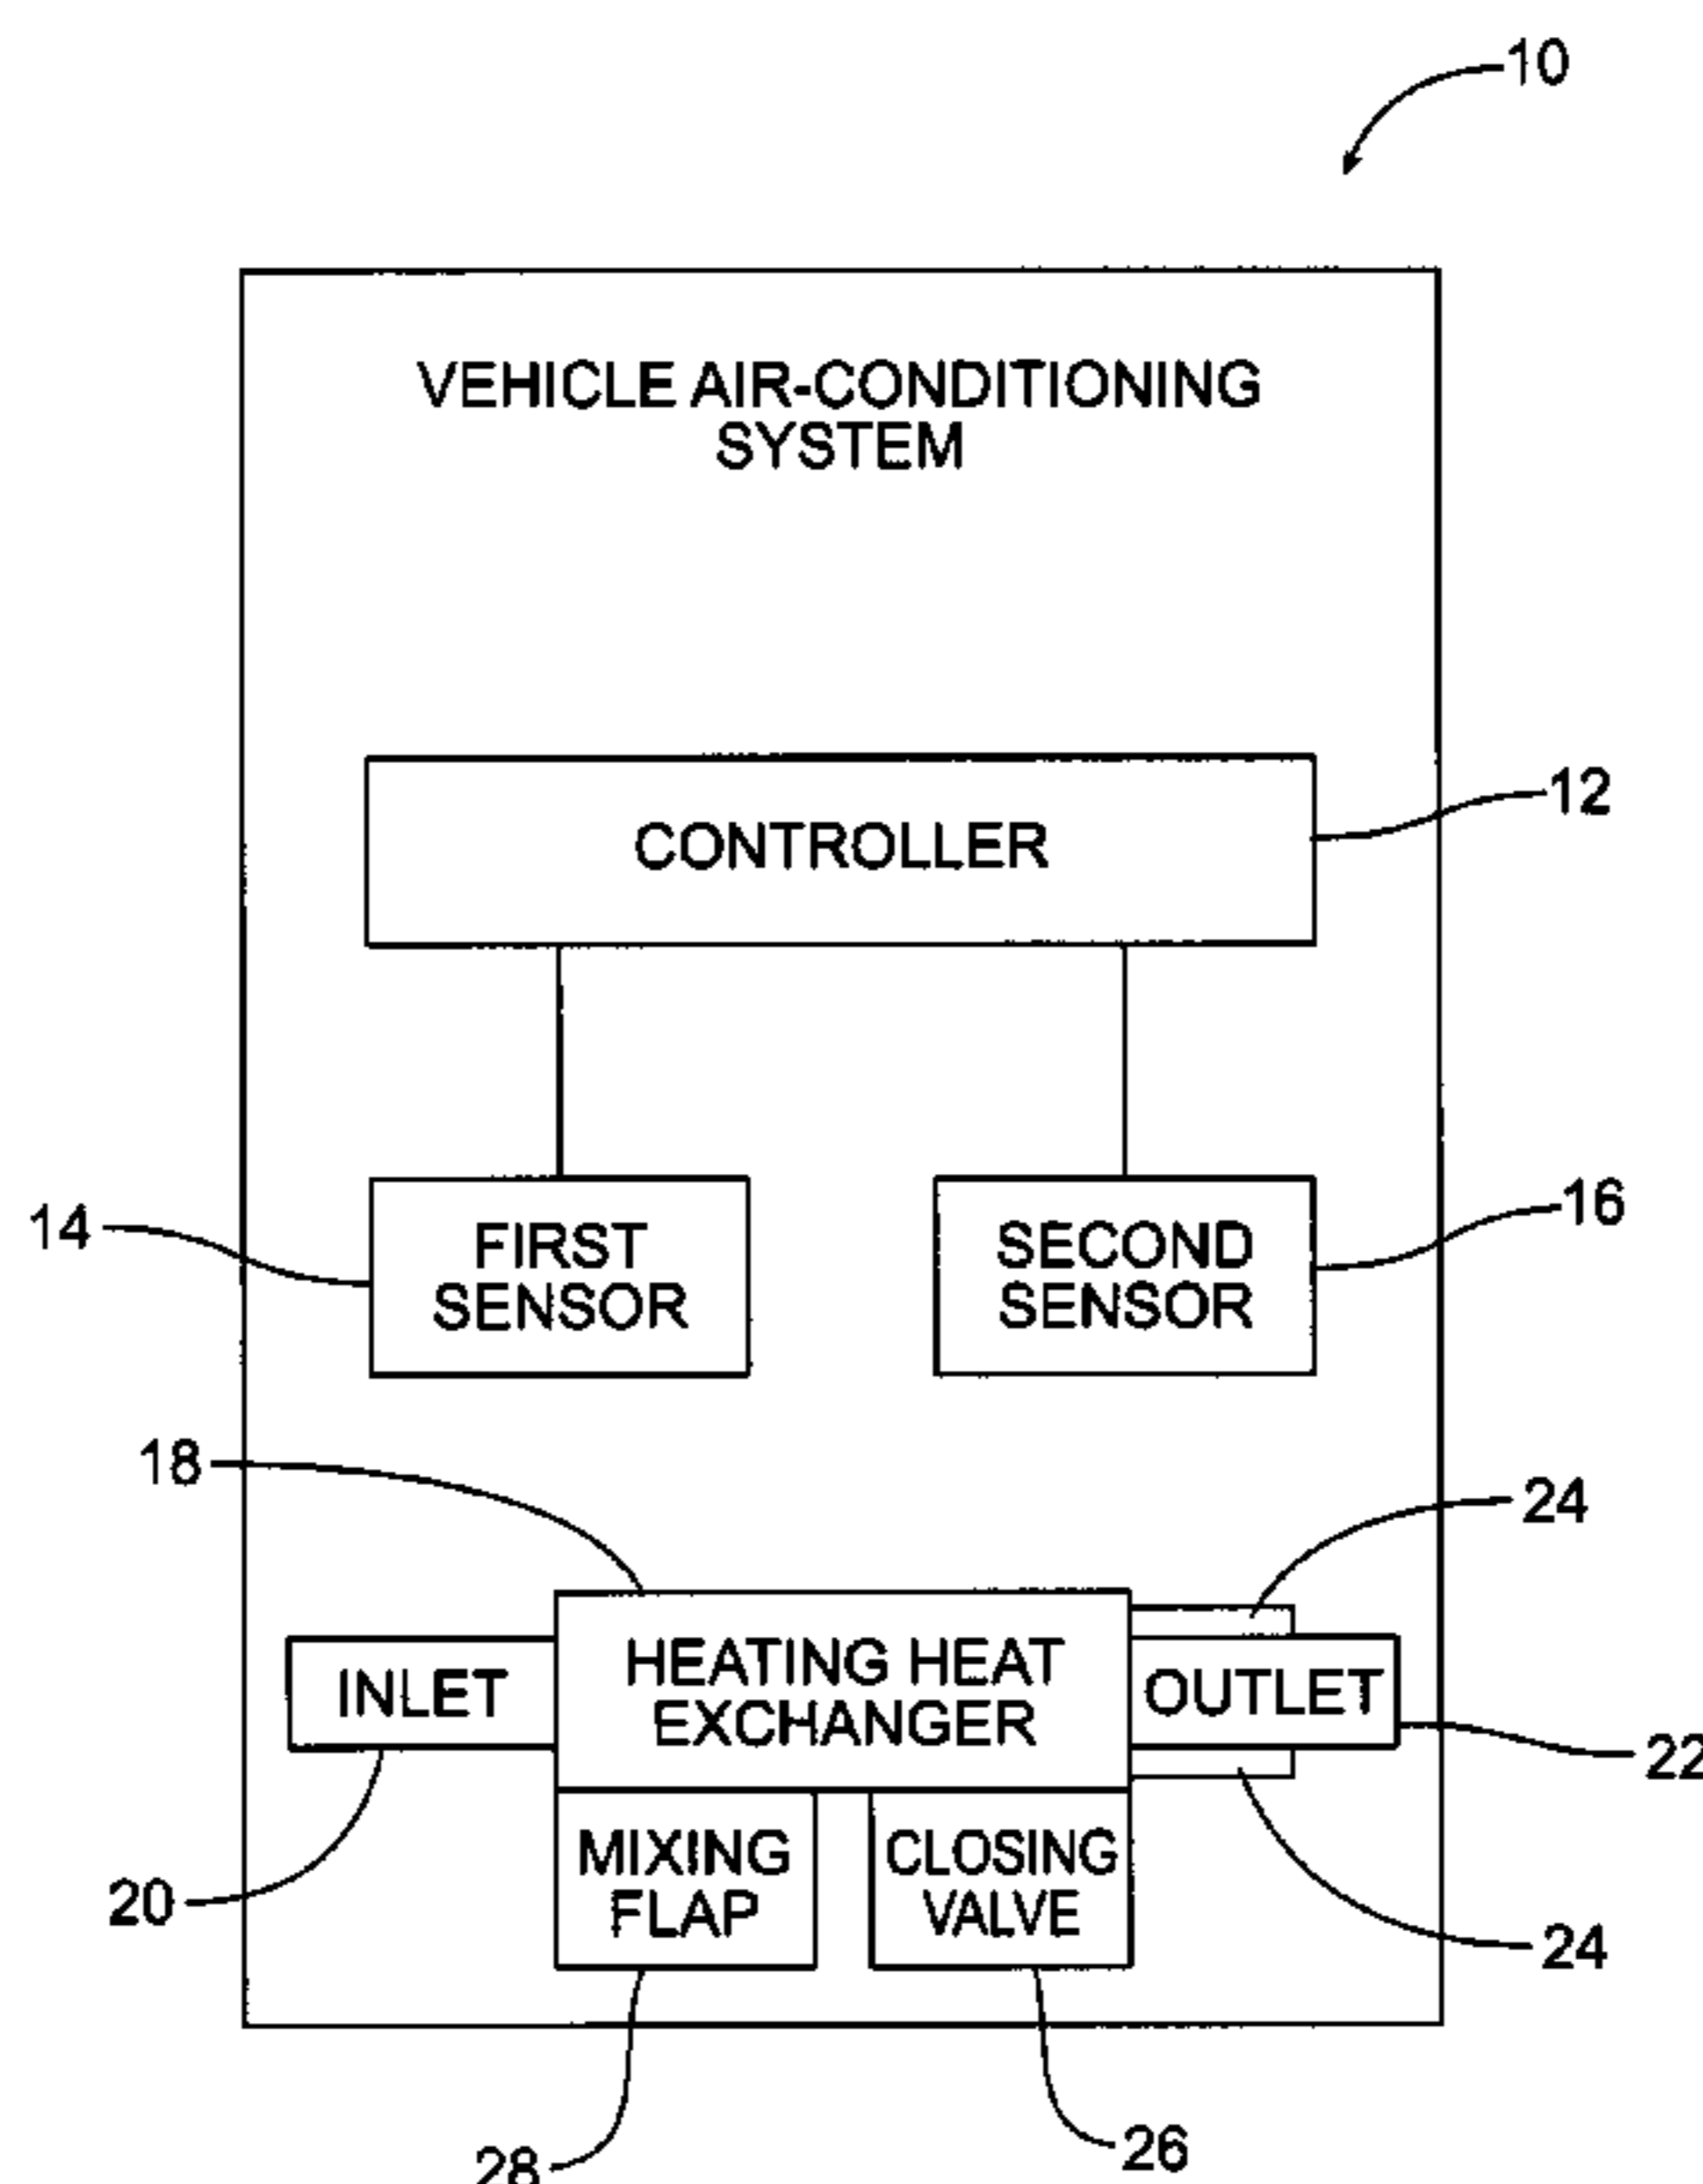 10
VEHICLE AIR-CONDITIONING
SYSTEM
CONTROLLER
12
14
FIRST
SENSOR
SECOND
SENSOR
16
18
24
INLET
HEATING HEAT
EXCHANGER
OUTLET
22
MIXING
FLAP
CLOSING
VALVE
20
24
28
26